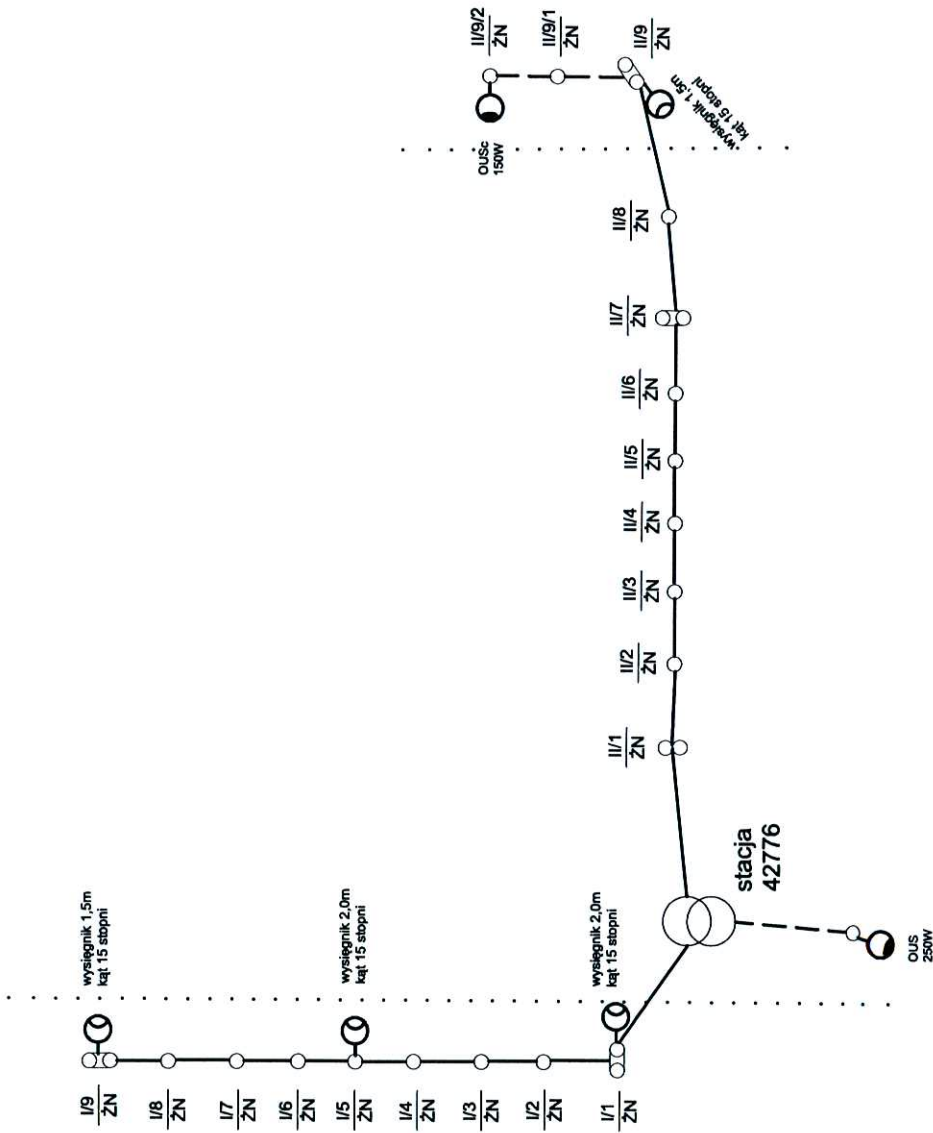 II/9/2
ŻN
II/9/1
ŻN
II/9
ŻN
OUSc
150W
wysięgnik 1,5m
kąt 15 stopni
II/8
ŻN
II/7
ŻN
II/6
ŻN
II/5
ŻN
II/4
ŻN
II/3
ŻN
II/2
ŻN
II/1
ŻN
stacja
42776
OUS
250W
wysięgnik 1,5m
kąt 15 stopni
wysięgnik 2,0m
kąt 15 stopni
wysięgnik 2,0m
kąt 15 stopni
I/9
ŻN
I/8
ŻN
I/7
ŻN
I/6
ŻN
I/5
ŻN
I/4
ŻN
I/3
ŻN
I/2
ŻN
I/1
ŻN